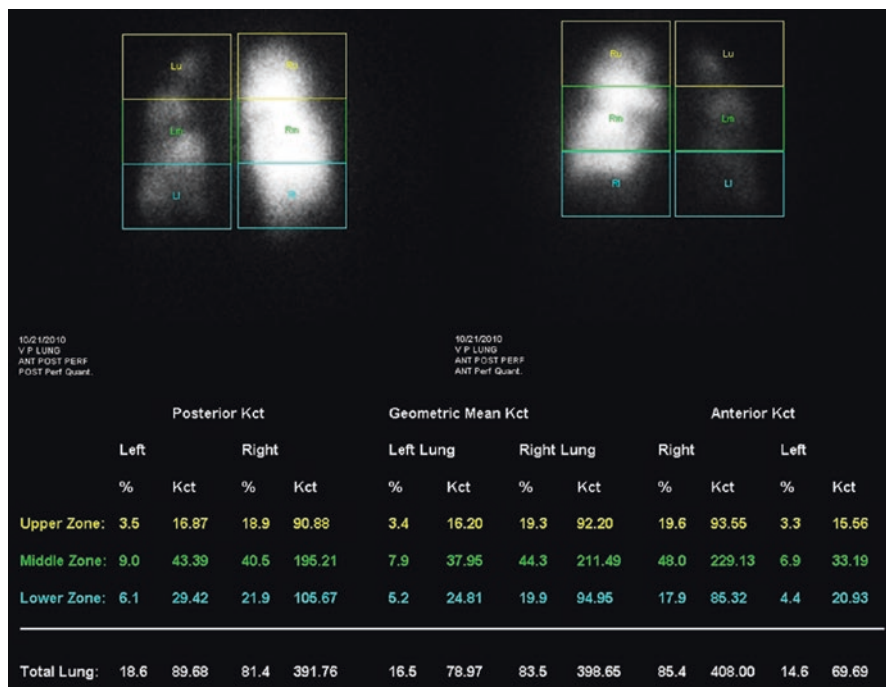 Lu Ru Ru Lu
Lm Rm Rm Lm
Ll Rl Rl Ll
10/21/2010 10/21/2010
V P LUNG V P LUNG
ANT POST PERF ANT POST PERF
POST Perf Quant. ANT Perf Quant.
Posterior Kct Geometric Mean Kct Anterior Kct
Left Right Left Lung Right Lung Right Left
% Kct % Kct % Kct % Kct % Kct % Kct
Upper Zone: 3.5 16.87 18.9 90.88 3.4 16.20 19.3 92.20 19.6 93.55 3.3 15.56
Middle Zone: 9.0 43.39 40.5 195.21 7.9 37.95 44.3 211.49 48.0 229.13 6.9 33.19
Lower Zone: 6.1 29.42 21.9 105.67 5.2 24.81 19.9 94.95 17.9 85.32 4.4 20.93
Total Lung: 18.6 89.68 81.4 391.76 16.5 78.97 83.5 398.65 85.4 408.00 14.6 69.69